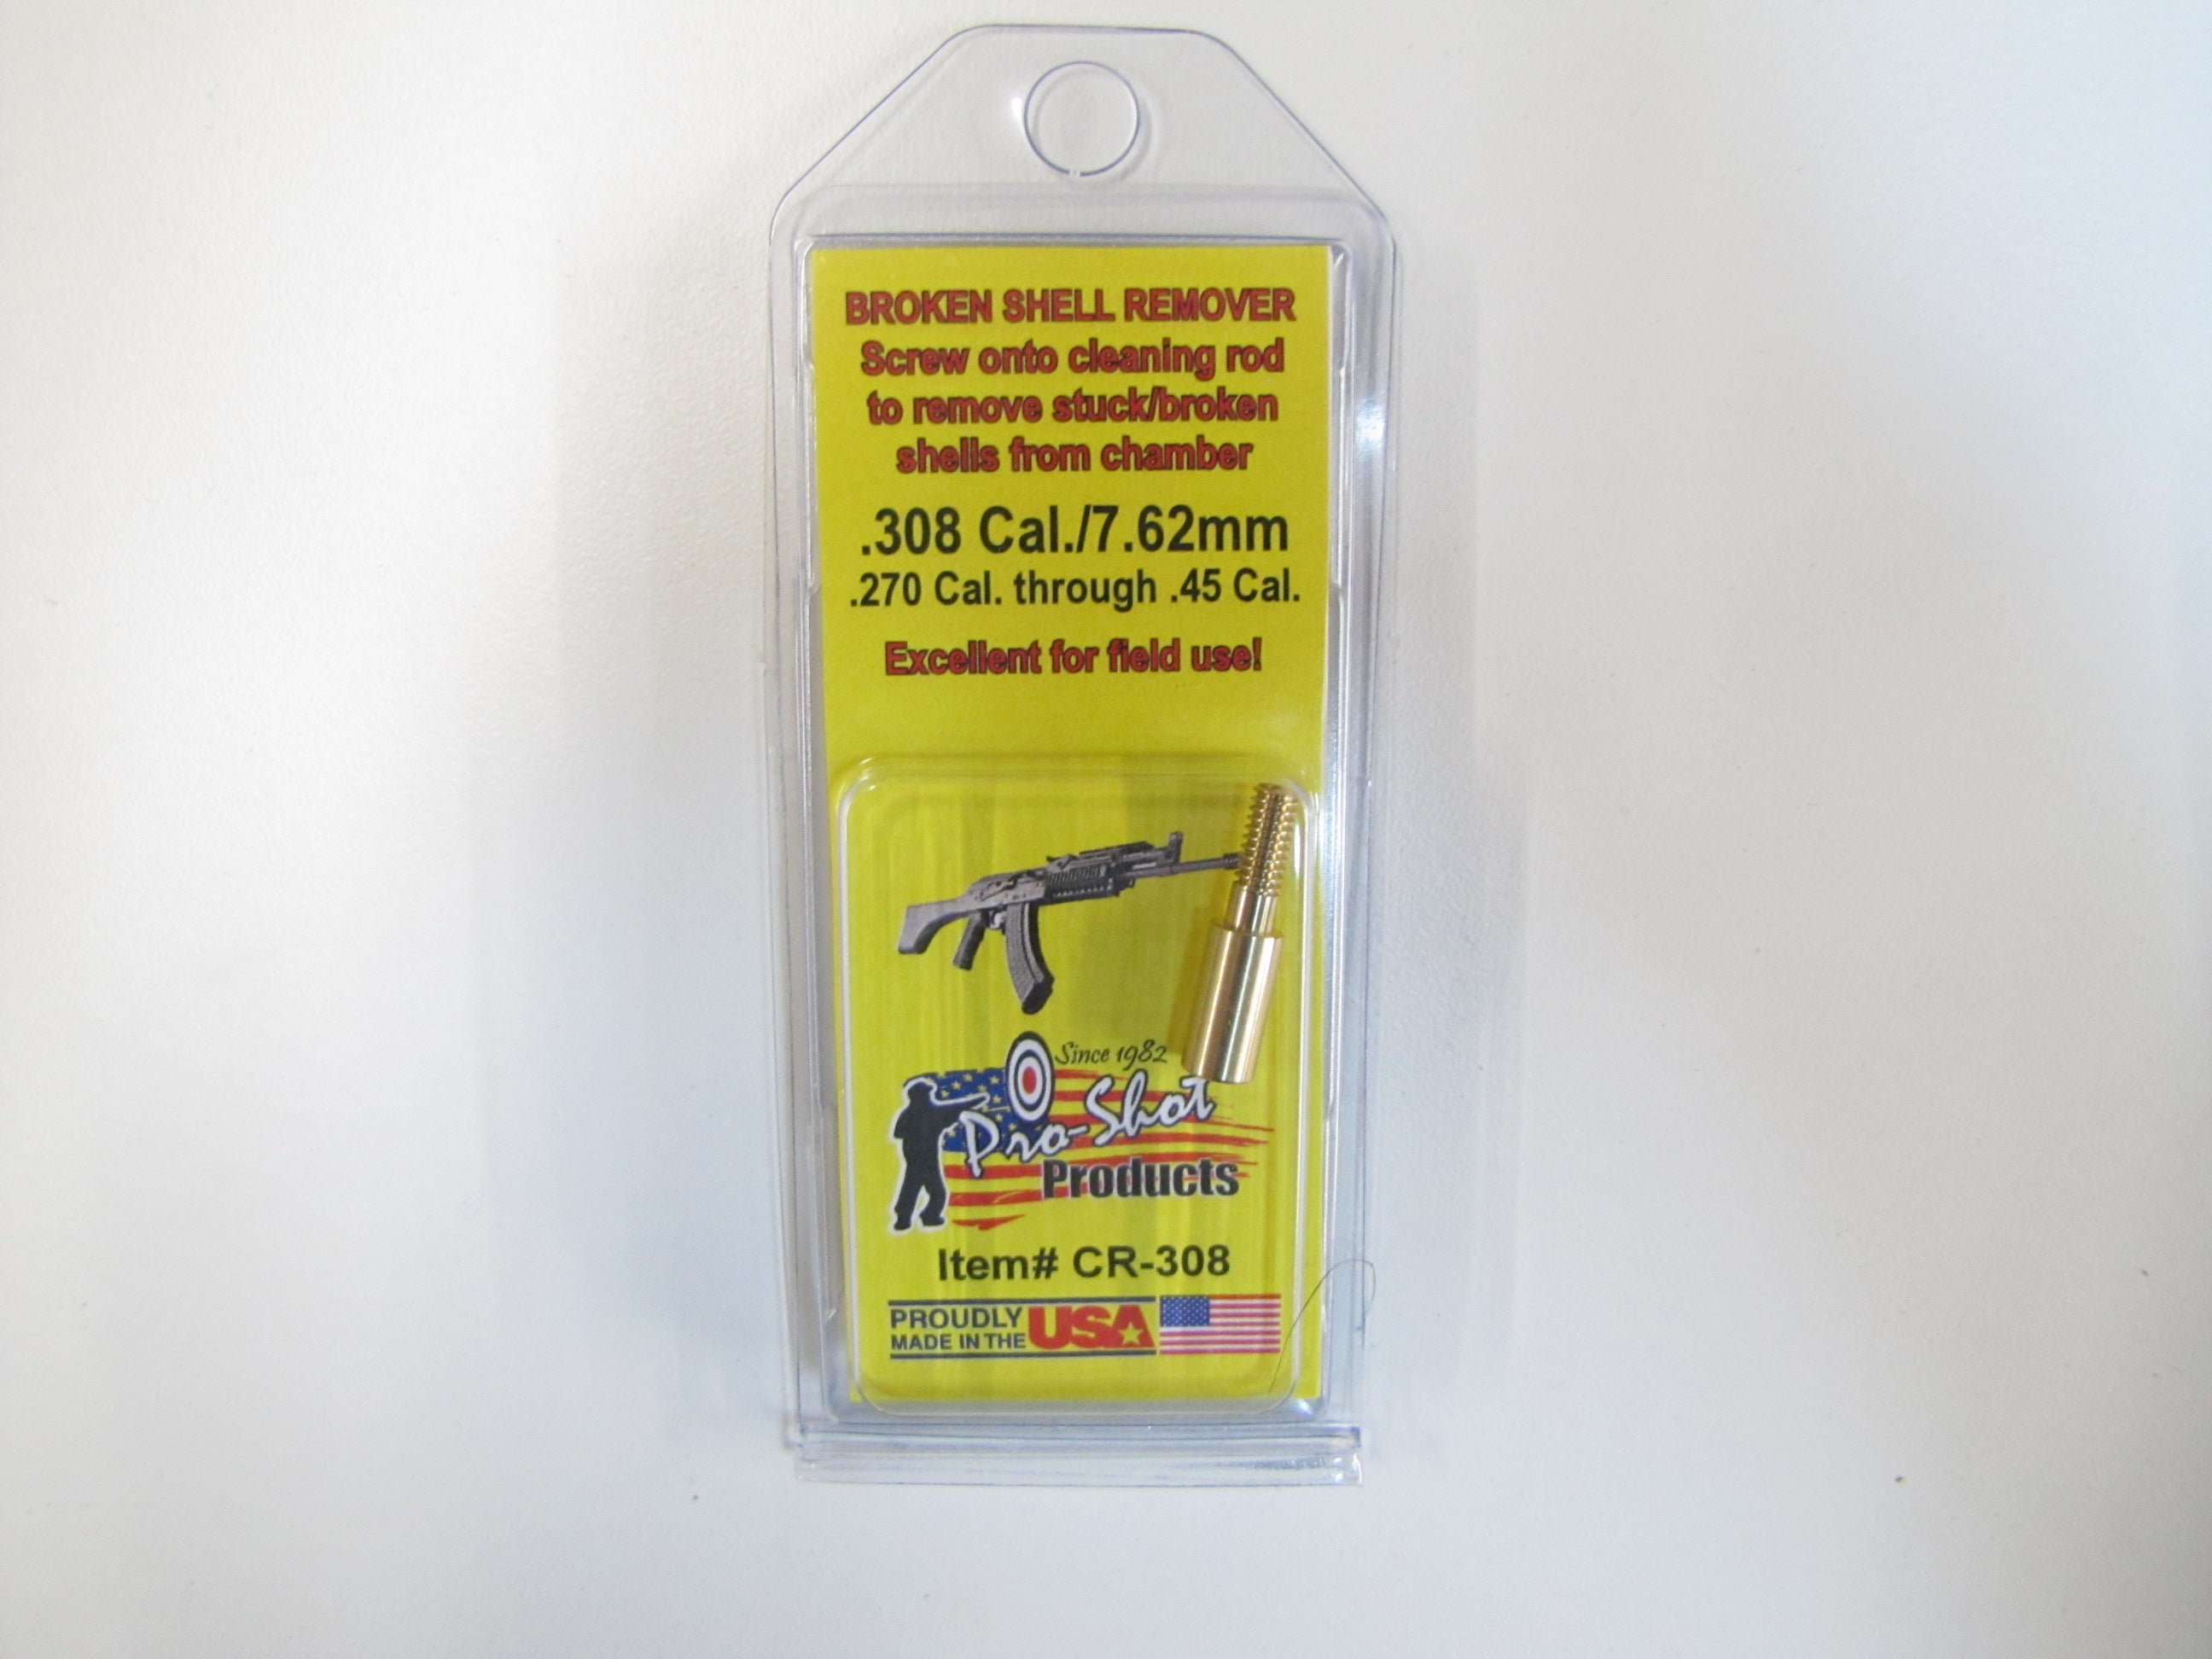 BROKEN SHELL REMOVER
Screw onto cleaning rod
to remove stuck/broken
shells from chamber
.308 Cal./7.62mm
.270 Cal. through .45 Cal.
Excellent for field use!
Since 1982
Pro-Shot
Products
Item# CR-308
PROUDLY
MADE IN THE USA